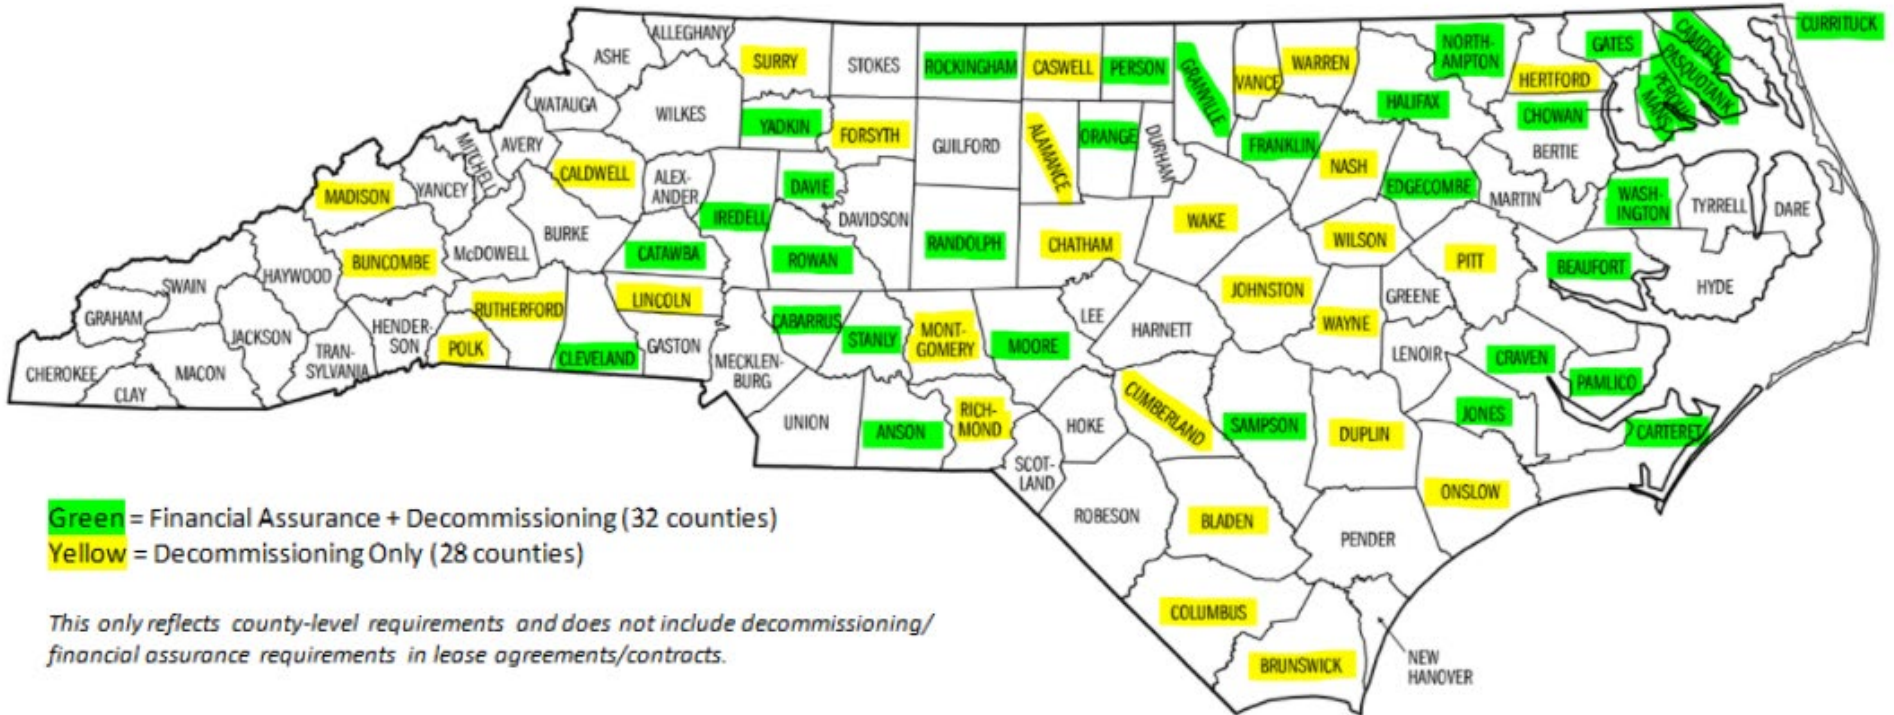 ALLEGHANY
ASHE
SURRY
STOKES
ROCKINGHAM
CASWELL
PERSON
GRANVILLE
VANCE
WARREN
NORTH-
AMPTON
GATES
CAMDEN
CURRITUCK
PASQUOTANK
HERTFORD
WATAUGA
WILKES
YADKIN
FORSYTH
GUILFORD
ALAMANCE
ORANGE
DURHAM
FRANKLIN
HALIFAX
CHOWAN
BERTIE
MITCHELL
AVERY
CALDWELL
ALEX-
ANDER
IREDELL
DAVIE
DAVIDSON
NASH
EDGECOMBE
MARTIN
WASH-
INGTON
TYRRELL
DARE
MADISON
YANCEY
BURKE
CATAWBA
ROWAN
RANDOLPH
CHATHAM
WAKE
WILSON
PITT
BEAUFORT
HYDE
SWAIN
HAYWOOD
BUNCOMBE
McDOWELL
RUTHERFORD
LINCOLN
JOHNSTON
GREENE
GRAHAM
JACKSON
HENDER-
SON
POLK
CLEVELAND
GASTON
CABARRUS
STANLY
MONT-
GOMERY
MOORE
LEE
HARNETT
WAYNE
LENOIR
CRAVEN
PAMLICO
CHEROKEE
CLAY
MACON
TRAN-
SYLVANIA
MECKLEN-
BURG
UNION
ANSON
RICH-
MOND
HOKE
CUMBERLAND
SAMPSON
DUPLIN
JONES
CARTERET
SCOT-
LAND
ROBESON
BLADEN
ONSLOW
PENDER
COLUMBUS
BRUNSWICK
NEW
HANOVER
Green = Financial Assurance + Decommissioning (32 counties)
Yellow = Decommissioning Only (28 counties)
This only reflects county-level requirements and does not include decommissioning/
financial assurance requirements in lease agreements/contracts.